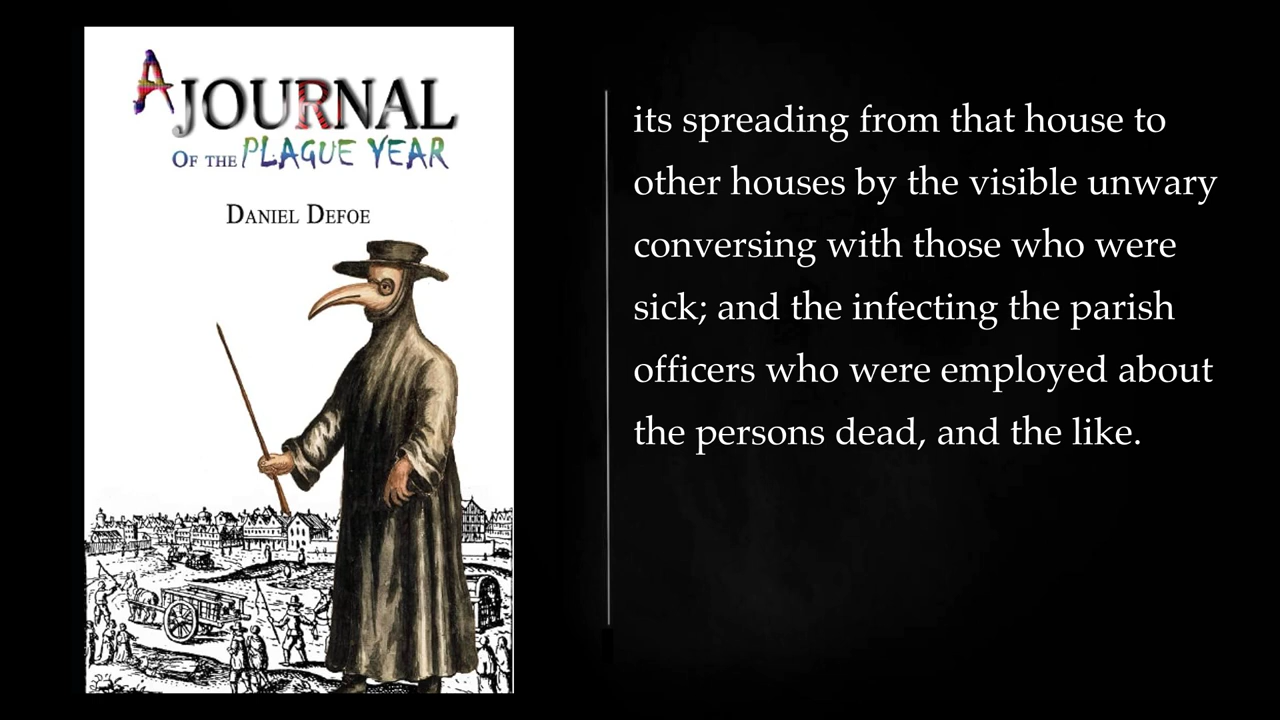 A JOURNAL
OF THE PLAGUE YEAR
DANIEL DEFOE
its spreading from that house to
other houses by the visible unwary
conversing with those who were
sick; and the infecting the parish
officers who were employed about
the persons dead, and the like.